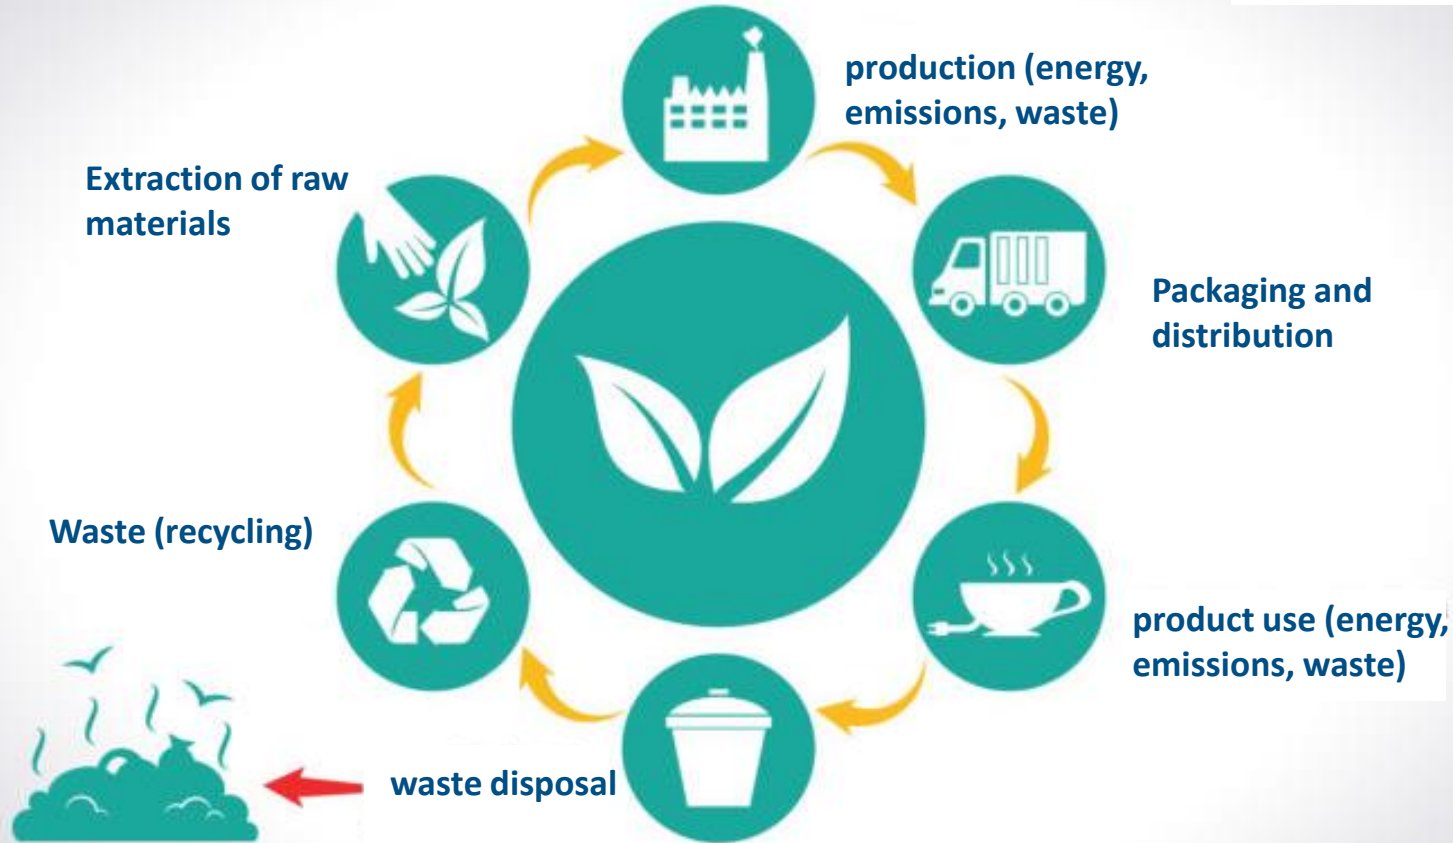 production (energy,
emissions, waste)
Extraction of raw
materials
Packaging and
distribution
Waste (recycling)
product use (energy,
emissions, waste)
waste disposal